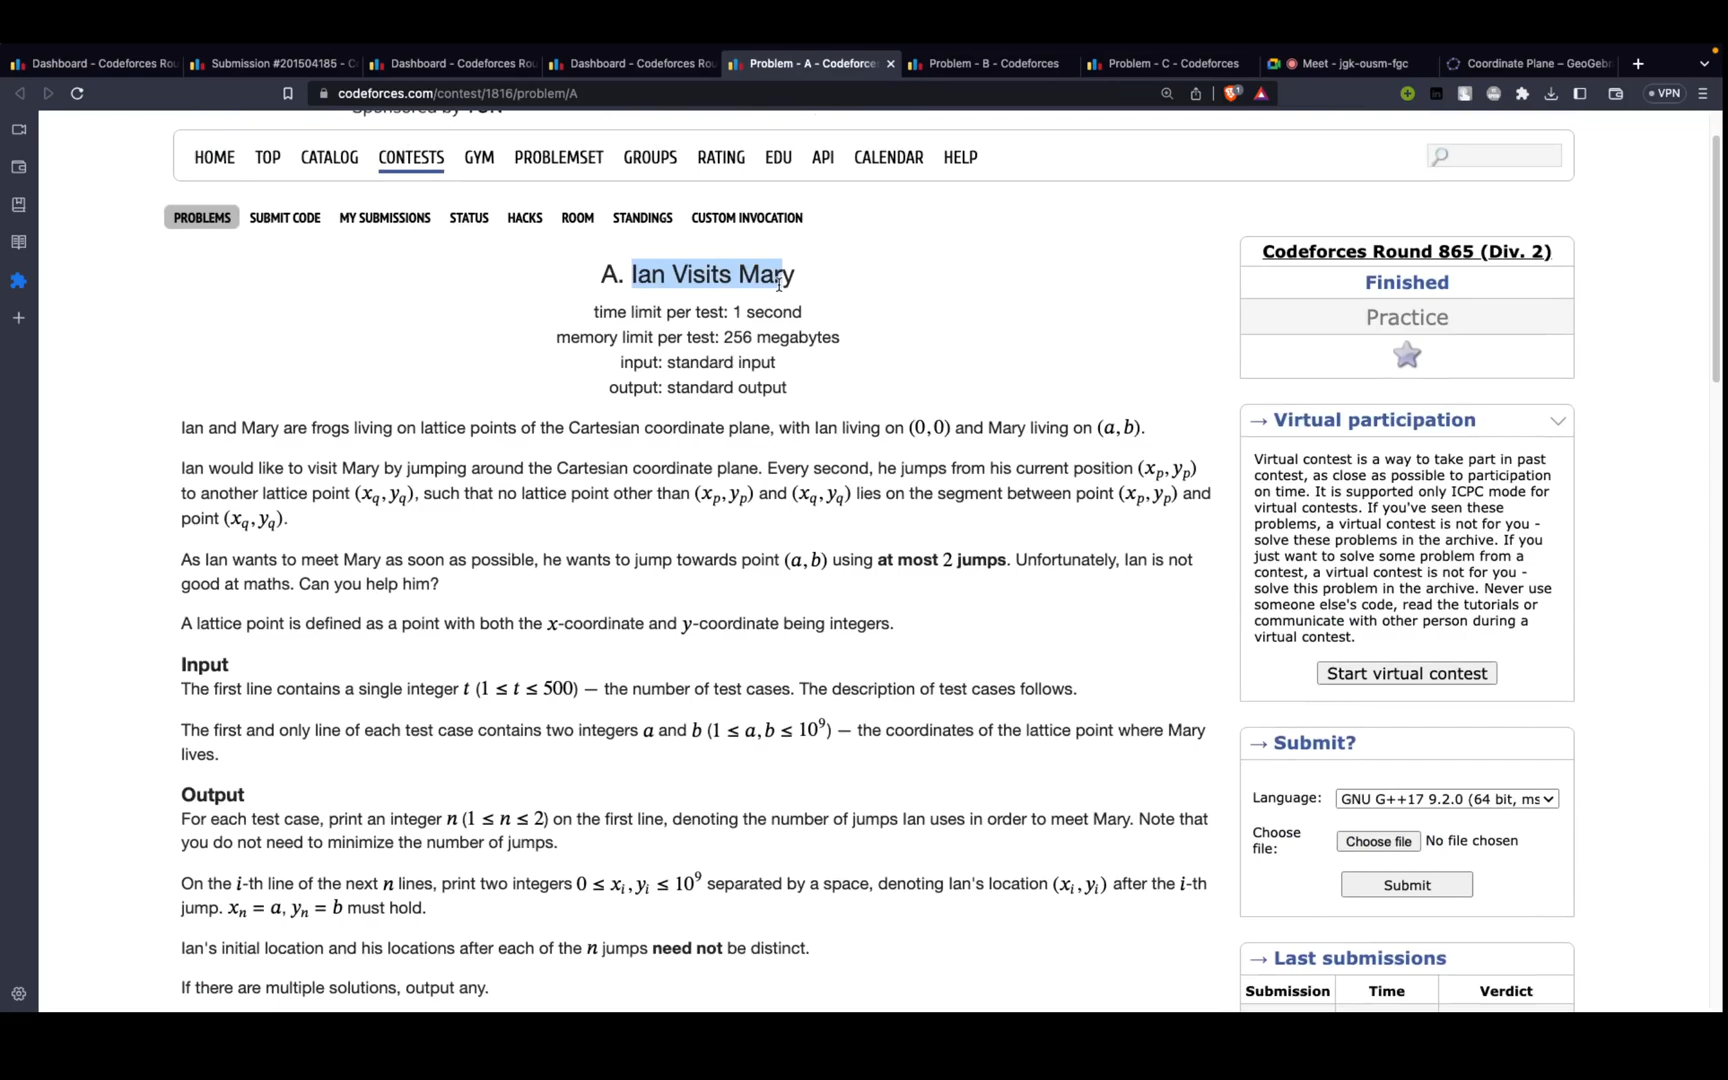 Dashboard - Codeforces Rou
Submission #201504185 - C
Dashboard - Codeforces Rou
Dashboard - Codeforces Rou
Problem - A - Codeforces
Problem - B - Codeforces
Problem - C - Codeforces
Meet - jgk-ousm-fgc
Coordinate Plane – GeoGebr
codeforces.com/contest/1816/problem/A
1
VPN
HOME TOP CATALOG CONTESTS GYM PROBLEMSET GROUPS RATING EDU API CALENDAR HELP
PROBLEMS SUBMIT CODE MY SUBMISSIONS STATUS HACKS ROOM STANDINGS CUSTOM INVOCATION
A. Ian Visits Mary
time limit per test: 1 second
memory limit per test: 256 megabytes
input: standard input
output: standard output
Ian and Mary are frogs living on lattice points of the Cartesian coordinate plane, with Ian living on (0,0) and Mary living on (a,b).
Ian would like to visit Mary by jumping around the Cartesian coordinate plane. Every second, he jumps from his current position (xₚ,yₚ)
to another lattice point (x_q,y_q), such that no lattice point other than (xₚ,yₚ) and (x_q,y_q) lies on the segment between point (xₚ,yₚ) and
point (x_q,y_q).
As Ian wants to meet Mary as soon as possible, he wants to jump towards point (a,b) using at most 2 jumps. Unfortunately, Ian is not
good at maths. Can you help him?
A lattice point is defined as a point with both the x-coordinate and y-coordinate being integers.
Input
The first line contains a single integer t (1 ≤ t ≤ 500) — the number of test cases. The description of test cases follows.
The first and only line of each test case contains two integers a and b (1 ≤ a,b ≤ 10⁹) — the coordinates of the lattice point where Mary
lives.
Output
For each test case, print an integer n (1 ≤ n ≤ 2) on the first line, denoting the number of jumps Ian uses in order to meet Mary. Note that
you do not need to minimize the number of jumps.
On the i-th line of the next n lines, print two integers 0 ≤ xᵢ,yᵢ ≤ 10⁹ separated by a space, denoting Ian's location (xᵢ,yᵢ) after the i-th
jump. xₙ = a, yₙ = b must hold.
Ian's initial location and his locations after each of the n jumps need not be distinct.
If there are multiple solutions, output any.
Codeforces Round 865 (Div. 2)
Finished
Practice
→ Virtual participation
Virtual contest is a way to take part in past
contest, as close as possible to participation
on time. It is supported only ICPC mode for
virtual contests. If you've seen these
problems, a virtual contest is not for you -
solve these problems in the archive. If you
just want to solve some problem from a
contest, a virtual contest is not for you -
solve this problem in the archive. Never use
someone else's code, read the tutorials or
communicate with other person during a
virtual contest.
Start virtual contest
→ Submit?
Language: GNU G++17 9.2.0 (64 bit, ms
Choose
file:
Choose file No file chosen
Submit
→ Last submissions
Submission Time Verdict